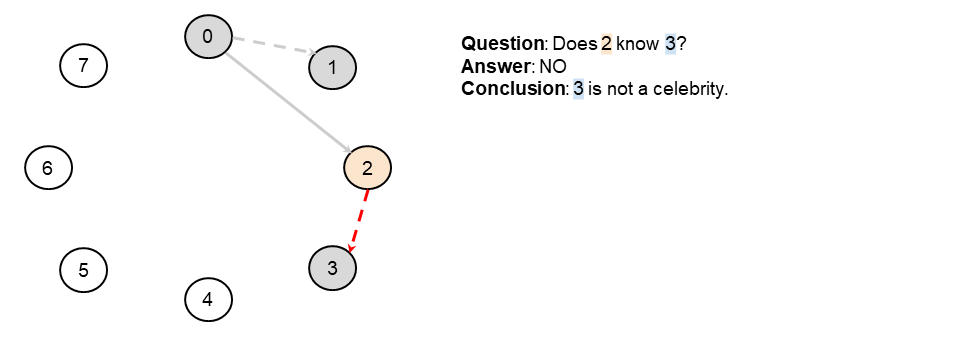 0
7
1
6
2
5
3
4
Question: Does 2 know 3?
Answer: NO
Conclusion: 3 is not a celebrity.